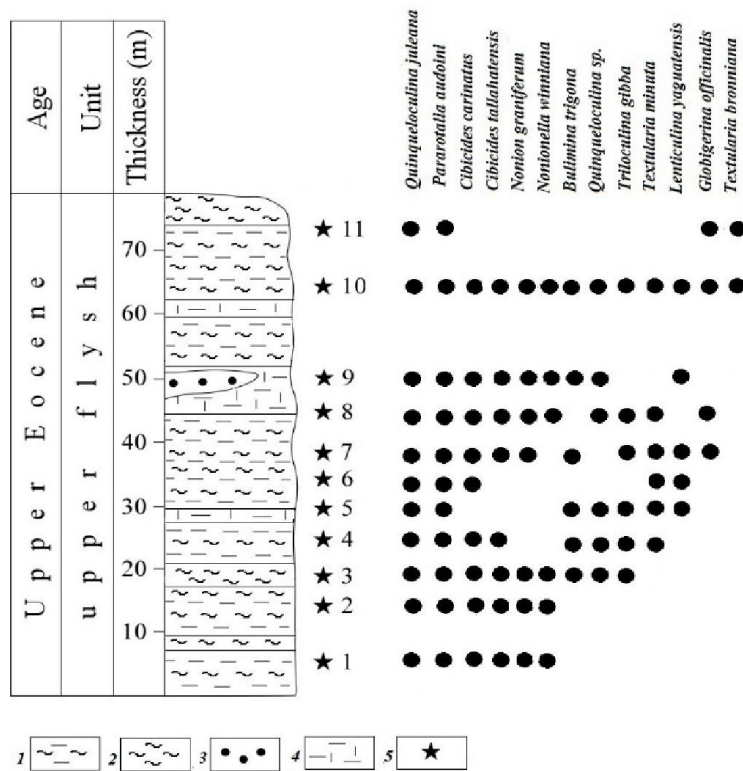 Age
Unit
Thickness (m)
Quinqueloculina juleana
Pararotalla audoini
Cibicides carinatus
Cibicides tallahatensis
Nonion graniferum
Nonionella winniana
Bulimina trigona
Quinqueloculina sp.
Triloculina gibba
Textularia minuta
Lenticulina yaguatensis
Globigerina officinalis
Textularia bronniana
Upper Eocene
upper flysh
70
60
50
40
30
20
10
11
10
9
8
7
6
5
4
3
2
1
1 2 3 4 5